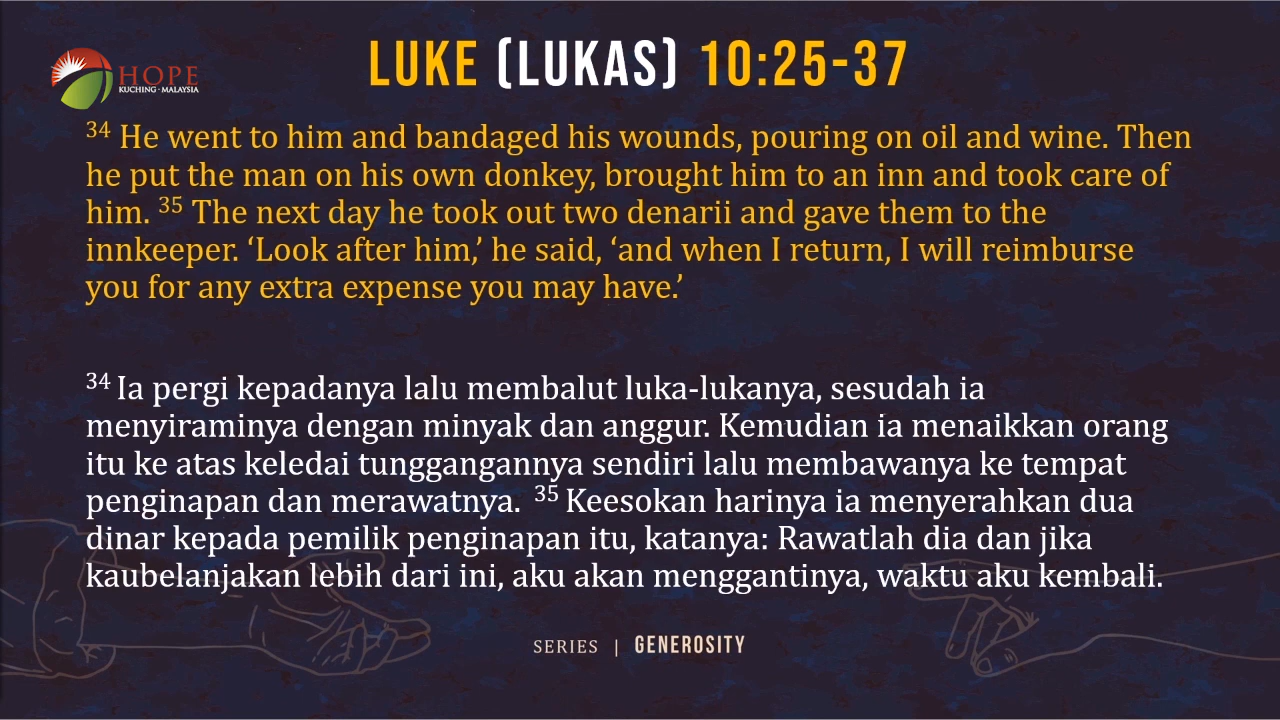 LUKE (LUKAS) 10:25-37
HOPE
KUCHING · MALAYSIA
34 He went to him and bandaged his wounds, pouring on oil and wine. Then
he put the man on his own donkey, brought him to an inn and took care of
him. 35 The next day he took out two denarii and gave them to the
innkeeper. ‘Look after him,’ he said, ‘and when I return, I will reimburse
you for any extra expense you may have.’
34 Ia pergi kepadanya lalu membalut luka-lukanya, sesudah ia
menyiraminya dengan minyak dan anggur. Kemudian ia menaikkan orang
itu ke atas keledai tunggangannya sendiri lalu membawanya ke tempat
penginapan dan merawatnya. 35 Keesokan harinya ia menyerahkan dua
dinar kepada pemilik penginapan itu, katanya: Rawatlah dia dan jika
kaubelanjakan lebih dari ini, aku akan menggantinya, waktu aku kembali.
SERIES | GENEROSITY